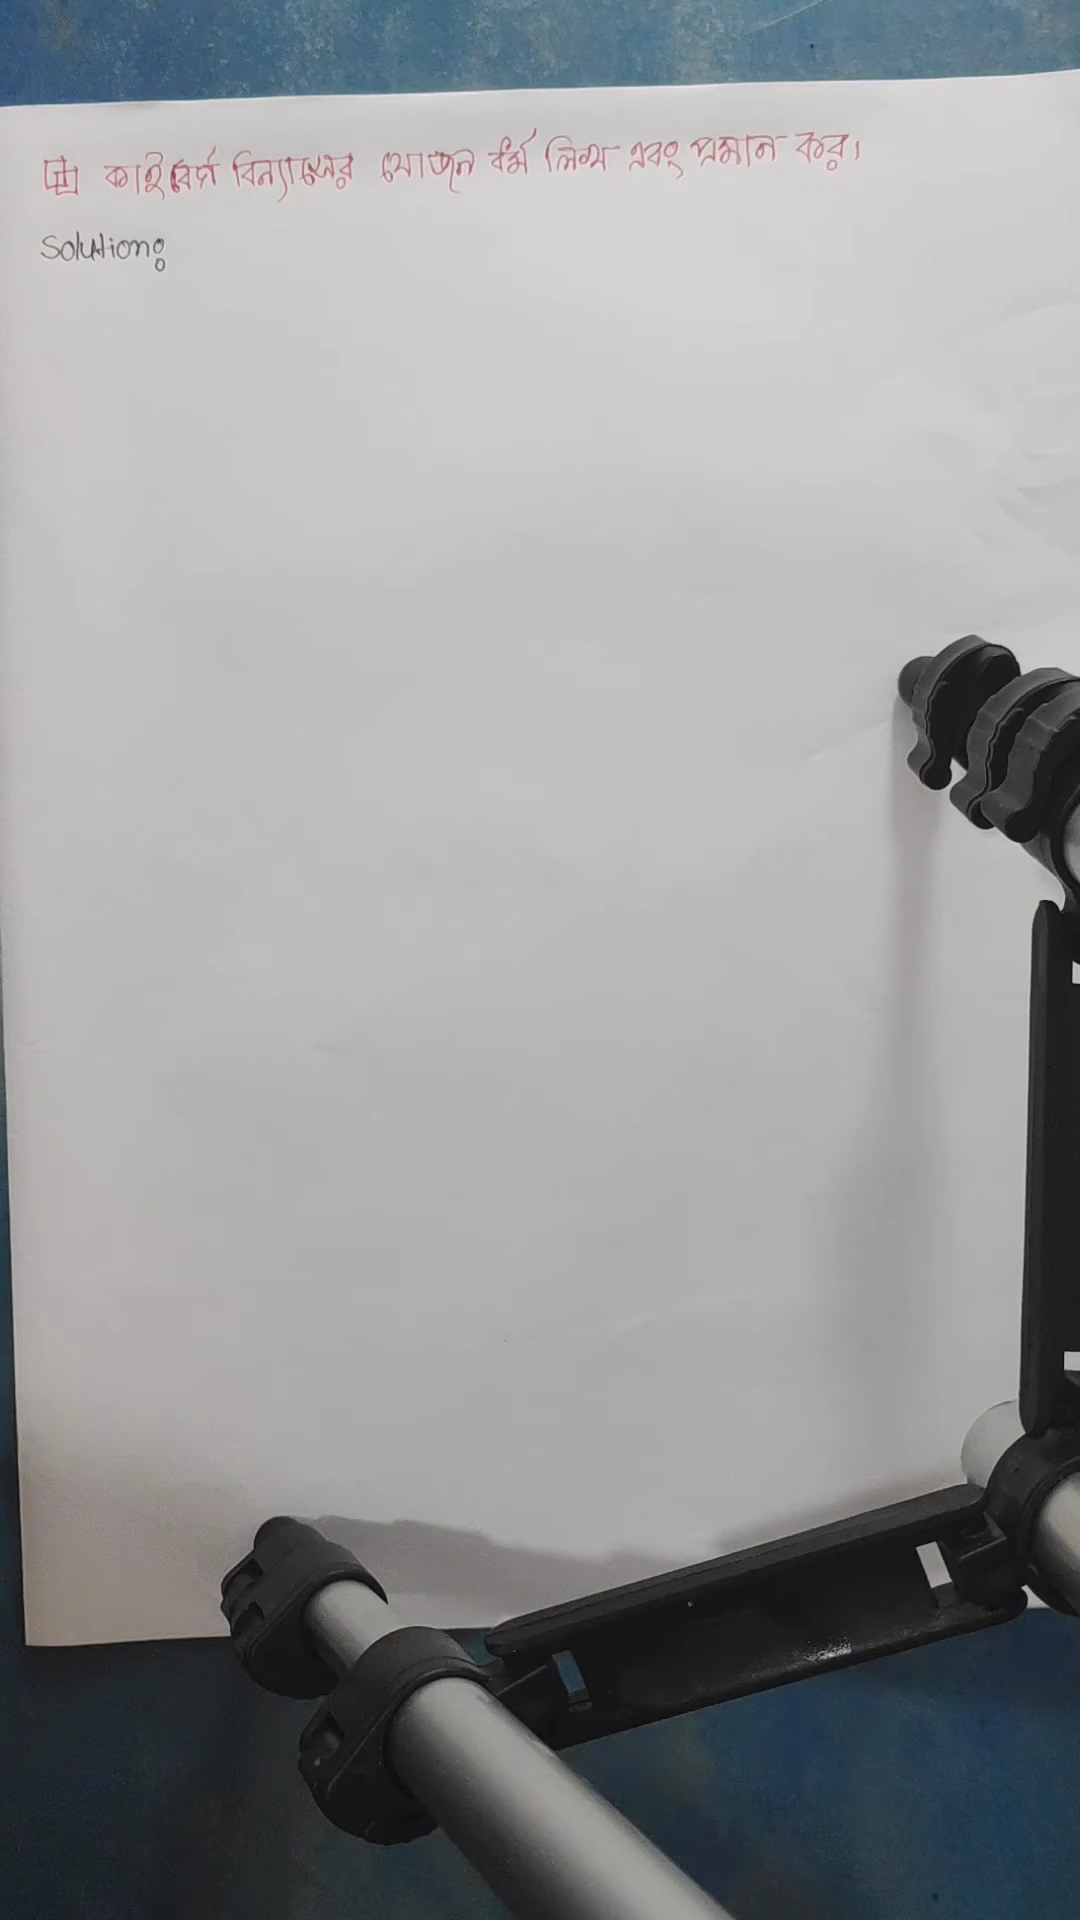 কাইবর্গ বিন্যাসের যোজন ধর্ম লিখ এবং প্রমান কর।
Solution: